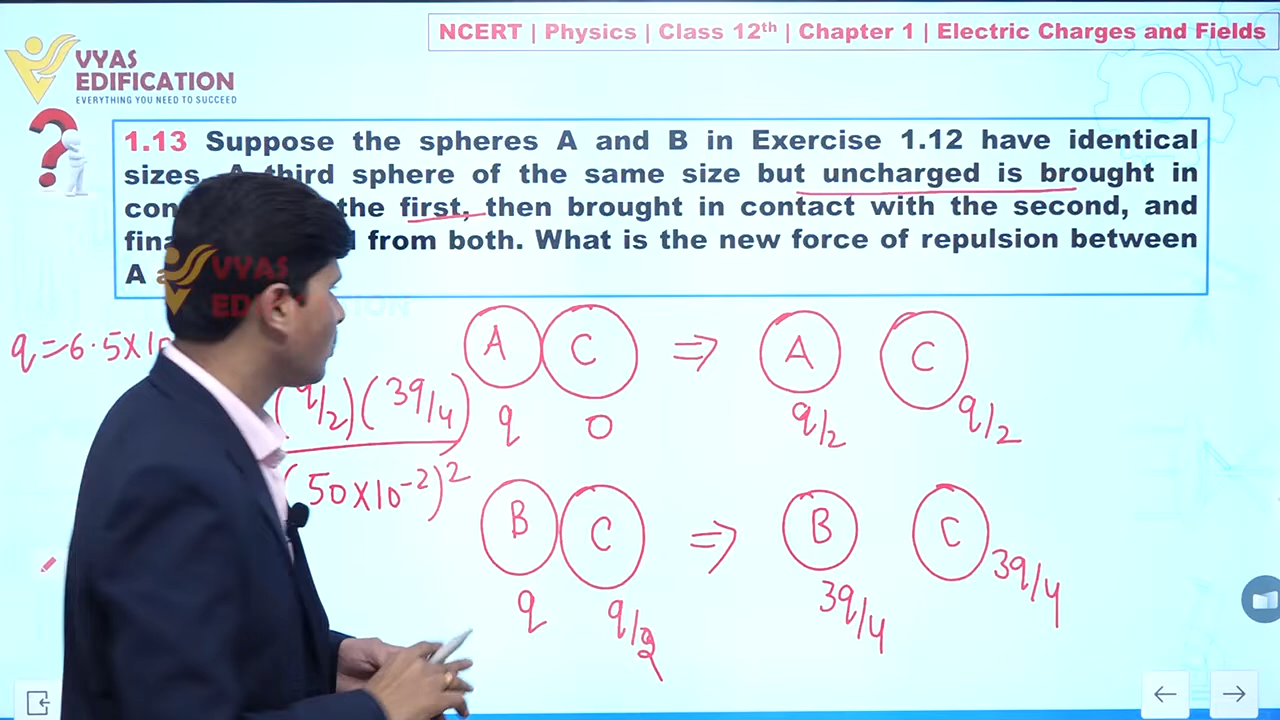 NCERT | Physics | Class 12th | Chapter 1 | Electric Charges and Fields
VYAS
EDIFICATION
EVERYTHING YOU NEED TO SUCCEED
1.13 Suppose the spheres A and B in Exercise 1.12 have identical
sizes. A third sphere of the same size but uncharged is brought in
the first, then brought in contact with the second, and
from both. What is the new force of repulsion between
A
VYAS
EDIFICATION
q=6.5×10
A C ⇒ A C
q 0 q/2 q/2
(q/2)(3q/4)
(50×10⁻²)²
B C ⇒ B C
q q/2 3q/4 3q/4